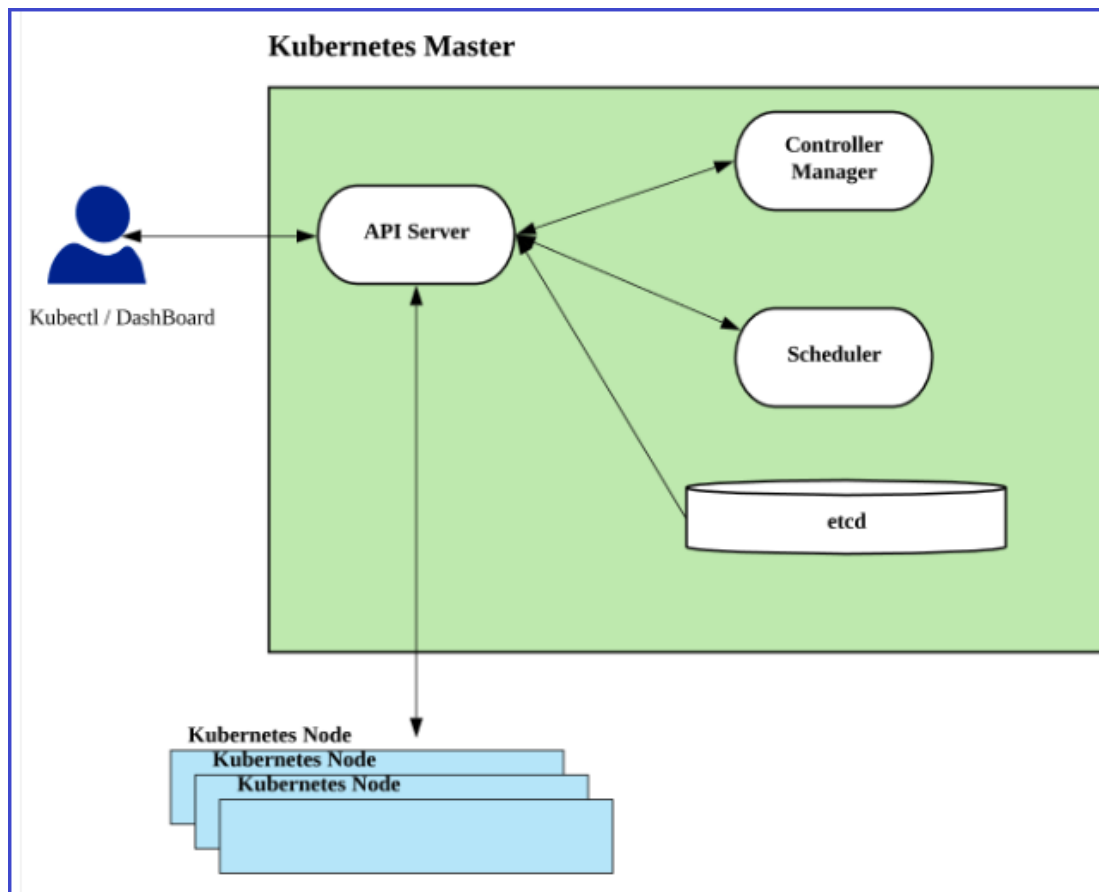 Kubernetes Master
Controller
Manager
API Server
Kubectl / DashBoard
Scheduler
etcd
Kubernetes Node
Kubernetes Node
Kubernetes Node